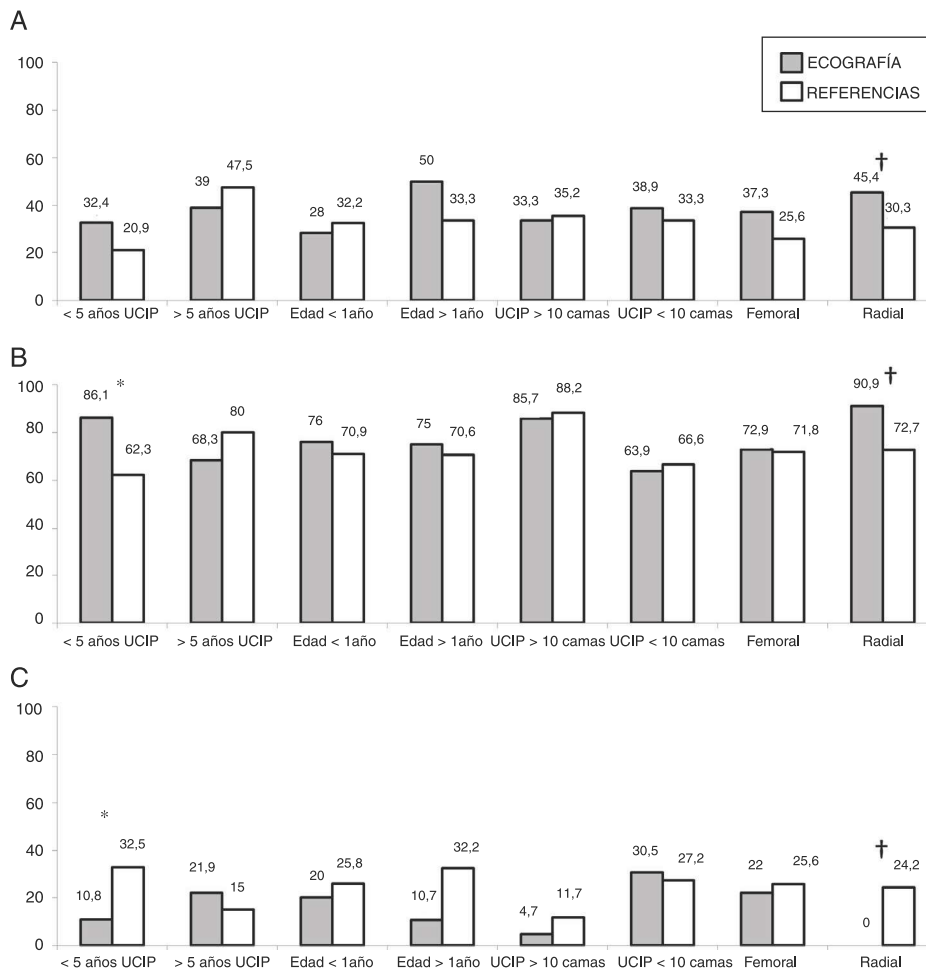 A
ECOGRAFÍA
REFERENCIAS
100
80
60
40
20
0
32,4
20,9
39
47,5
28
32,2
50
33,3
33,3
35,2
38,9
33,3
37,3
25,6
45,4
†
30,3
< 5 años UCIP
> 5 años UCIP
Edad < 1año
Edad > 1año
UCIP > 10 camas
UCIP < 10 camas
Femoral
Radial
B
100
80
60
40
20
0
86,1
*
62,3
68,3
80
76
70,9
75
70,6
85,7
88,2
63,9
66,6
72,9
71,8
90,9
†
72,7
< 5 años UCIP
> 5 años UCIP
Edad < 1año
Edad > 1año
UCIP > 10 camas
UCIP < 10 camas
Femoral
Radial
C
100
80
60
40
20
0
10,8
*
32,5
21,9
15
20
25,8
10,7
32,2
4,7
11,7
30,5
27,2
22
25,6
0
†
24,2
< 5 años UCIP
> 5 años UCIP
Edad < 1año
Edad > 1año
UCIP > 10 camas
UCIP < 10 camas
Femoral
Radial